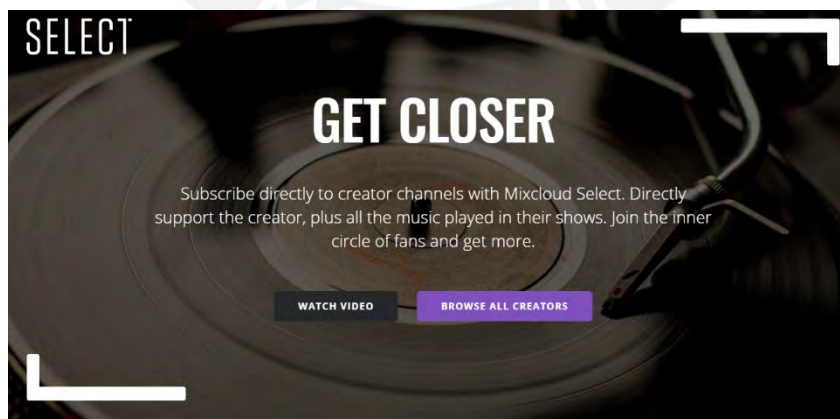 SELECT
GET CLOSER
Subscribe directly to creator channels with Mixcloud Select. Directly
support the creator, plus all the music played in their shows. Join the inner
circle of fans and get more.
WATCH VIDEO
BROWSE ALL CREATORS